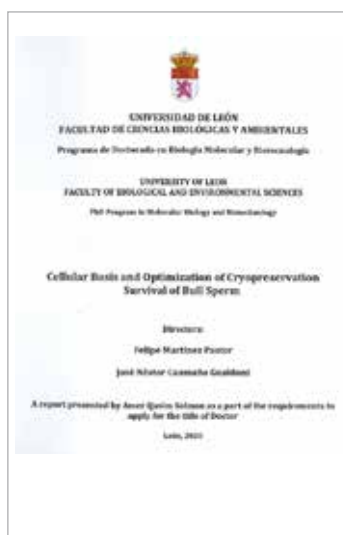 UNIVERSIDAD DE LEÓN
FACULTAD DE CIENCIAS BIOLÓGICAS Y AMBIENTALES
Programa de Doctorado en Biología Molecular y Biotecnología
UNIVERSITY OF LEON
FACULTY OF BIOLOGICAL AND ENVIRONMENTAL SCIENCES
PhD Program in Molecular Biology and Biotechnology
Cellular Basis and Optimization of Cryopreservation
Survival of Bull Sperm
Directors:
Felipe Martínez Pastor
José Néstor Caamaño
A report presented by Amer Salman as a part of the requirements to
apply for the title of Doctor
León,